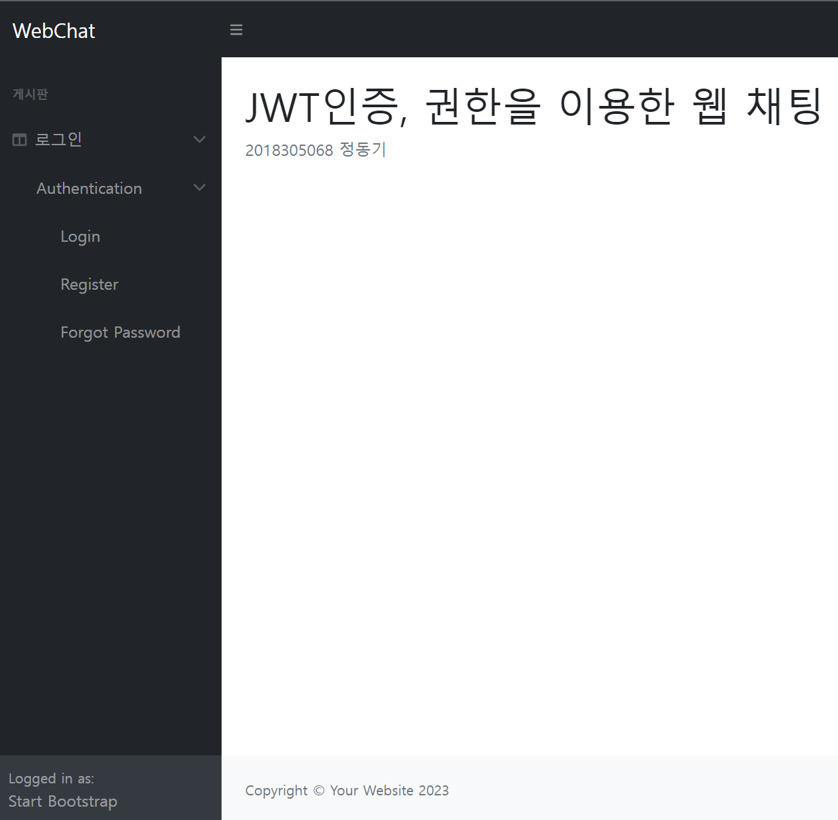 WebChat
게시판
로그인
Authentication
Login
Register
Forgot Password
Logged in as:
Start Bootstrap
JWT인증, 권한을 이용한 웹 채팅
2018305068 정동기
Copyright © Your Website 2023